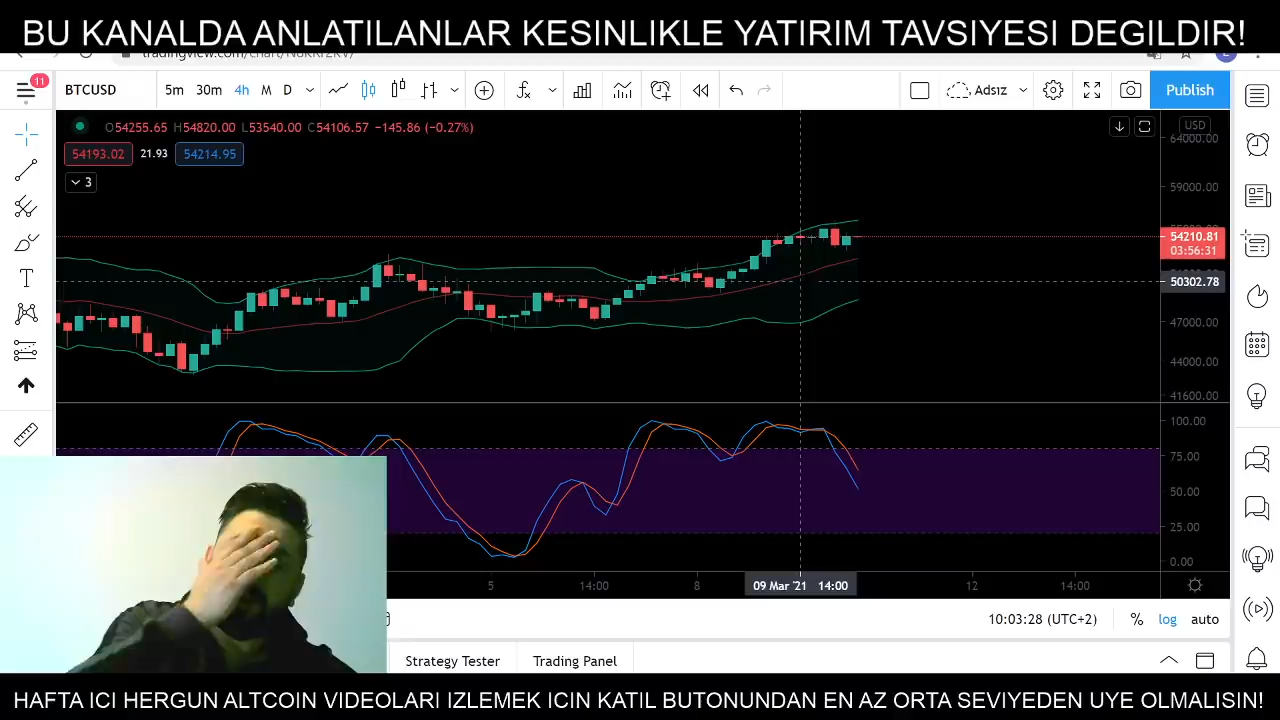 BU KANALDA ANLATILANLAR KESINLIKLE YATIRIM TAVSIYESI DEGILDIR!
11
BTCUSD 5m 30m 4h M D Adsız Publish
O54255.65 H54820.00 L53540.00 C54106.57 −145.86 (−0.27%)
USD
64000.00
54193.02 21.93 54214.95
3
59000.00
54210.81
03:56:31
50302.78
47000.00
44000.00
41600.00
100.00
75.00
50.00
25.00
0.00
5 14:00 8 09 Mar '21 14:00 12 14:00
10:03:28 (UTC+2) % log auto
Strategy Tester Trading Panel
HAFTA ICI HERGUN ALTCOIN VIDEOLARI IZLEMEK ICIN KATIL BUTONUNDAN EN AZ ORTA SEVIYEDEN UYE OLMALISIN!